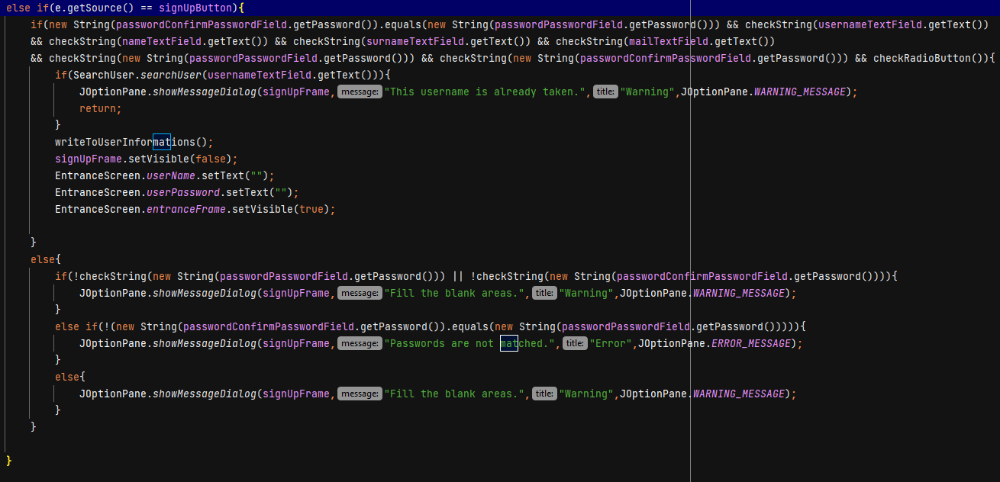 else if(e.getSource() == signUpButton){
if(new String(passwordConfirmPasswordField.getPassword()).equals(new String(passwordPasswordField.getPassword())) && checkString(usernameTextField.getText())
&& checkString(nameTextField.getText()) && checkString(surnameTextField.getText()) && checkString(mailTextField.getText())
&& checkString(new String(passwordPasswordField.getPassword())) && checkString(new String(passwordConfirmPasswordField.getPassword())) && checkRadioButton()){
if(SearchUser.searchUser(usernameTextField.getText())){
JOptionPane.showMessageDialog(signUpFrame, message: "This username is already taken.", title: "Warning",JOptionPane.WARNING_MESSAGE);
return;
}
writeToUserInformations();
signUpFrame.setVisible(false);
EntranceScreen.userName.setText("");
EntranceScreen.userPassword.setText("");
EntranceScreen.entranceFrame.setVisible(true);
}
else{
if(!checkString(new String(passwordPasswordField.getPassword())) || !checkString(new String(passwordConfirmPasswordField.getPassword()))){
JOptionPane.showMessageDialog(signUpFrame, message: "Fill the blank areas.", title: "Warning",JOptionPane.WARNING_MESSAGE);
}
else if(!(new String(passwordConfirmPasswordField.getPassword()).equals(new String(passwordPasswordField.getPassword())))){
JOptionPane.showMessageDialog(signUpFrame, message: "Passwords are not matched.", title: "Error",JOptionPane.ERROR_MESSAGE);
}
else{
JOptionPane.showMessageDialog(signUpFrame, message: "Fill the blank areas.", title: "Warning",JOptionPane.WARNING_MESSAGE);
}
}
}